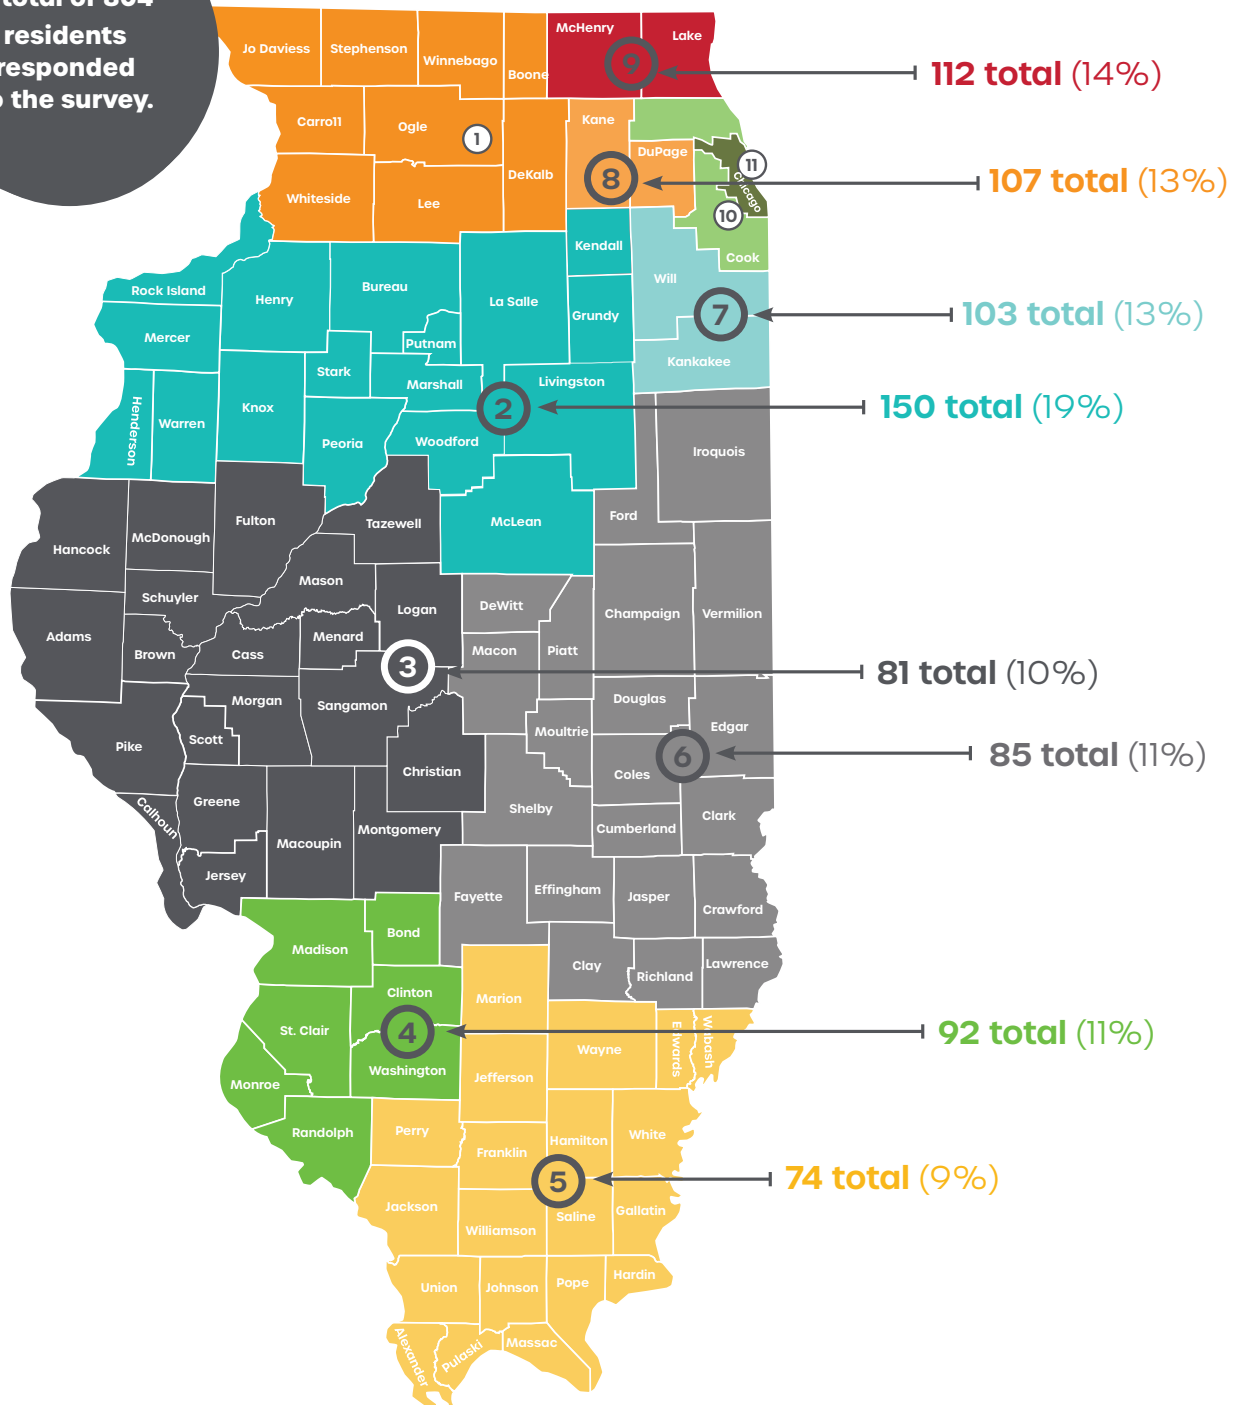 total of 804
residents
responded
the survey.
Jo Daviess
Stephenson
Winnebago
Boone
McHenry
Lake
9
112 total (14%)
Carroll
Ogle
1
DeKalb
Kane
DuPage
8
107 total (13%)
11
Chicago
10
Cook
Whiteside
Lee
Rock Island
Henry
Bureau
La Salle
Kendall
Will
7
103 total (13%)
Mercer
Putnam
Grundy
Kankakee
Stark
Marshall
Livingston
2
150 total (19%)
Henderson
Warren
Knox
Peoria
Woodford
Iroquois
McLean
Ford
Hancock
McDonough
Fulton
Tazewell
Schuyler
Mason
Logan
DeWitt
Champaign
Vermilion
Adams
Brown
Cass
Menard
Macon
Piatt
3
81 total (10%)
Morgan
Sangamon
Douglas
Edgar
Pike
Scott
Christian
Moultrie
Coles
6
85 total (11%)
Calhoun
Greene
Macoupin
Montgomery
Shelby
Cumberland
Clark
Jersey
Fayette
Effingham
Jasper
Crawford
Madison
Bond
Clay
Richland
Lawrence
Clinton
Marion
St. Clair
4
92 total (11%)
Washington
Wayne
Edwards
Wabash
Monroe
Jefferson
Randolph
Perry
Franklin
Hamilton
White
5
74 total (9%)
Jackson
Williamson
Saline
Gallatin
Union
Johnson
Pope
Hardin
Alexander
Pulaski
Massac